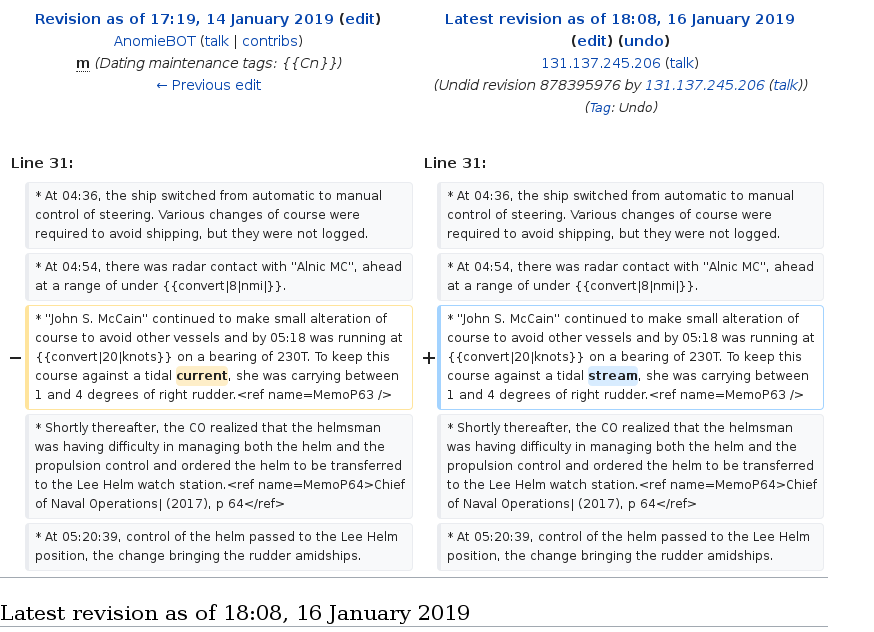 Revision as of 17:19, 14 January 2019 (edit)
AnomieBOT (talk | contribs)
m (Dating maintenance tags: {{Cn}})
← Previous edit
Latest revision as of 18:08, 16 January 2019
(edit) (undo)
131.137.245.206 (talk)
(Undid revision 878395976 by 131.137.245.206 (talk))
(Tag: Undo)
Line 31:
* At 04:36, the ship switched from automatic to manual
control of steering. Various changes of course were
required to avoid shipping, but they were not logged.
* At 04:54, there was radar contact with "Alnic MC", ahead
at a range of under {{convert|8|nmi|}}.
− * "John S. McCain" continued to make small alteration of
course to avoid other vessels and by 05:18 was running at
{{convert|20|knots}} on a bearing of 230T. To keep this
course against a tidal current, she was carrying between
1 and 4 degrees of right rudder.<ref name=MemoP63 />
* Shortly thereafter, the CO realized that the helmsman
was having difficulty in managing both the helm and the
propulsion control and ordered the helm to be transferred
to the Lee Helm watch station.<ref name=MemoP64>Chief
of Naval Operations| (2017), p 64</ref>
* At 05:20:39, control of the helm passed to the Lee Helm
position, the change bringing the rudder amidships.
Line 31:
* At 04:36, the ship switched from automatic to manual
control of steering. Various changes of course were
required to avoid shipping, but they were not logged.
* At 04:54, there was radar contact with "Alnic MC", ahead
at a range of under {{convert|8|nmi|}}.
+ * "John S. McCain" continued to make small alteration of
course to avoid other vessels and by 05:18 was running at
{{convert|20|knots}} on a bearing of 230T. To keep this
course against a tidal stream, she was carrying between
1 and 4 degrees of right rudder.<ref name=MemoP63 />
* Shortly thereafter, the CO realized that the helmsman
was having difficulty in managing both the helm and the
propulsion control and ordered the helm to be transferred
to the Lee Helm watch station.<ref name=MemoP64>Chief
of Naval Operations| (2017), p 64</ref>
* At 05:20:39, control of the helm passed to the Lee Helm
position, the change bringing the rudder amidships.
Latest revision as of 18:08, 16 January 2019